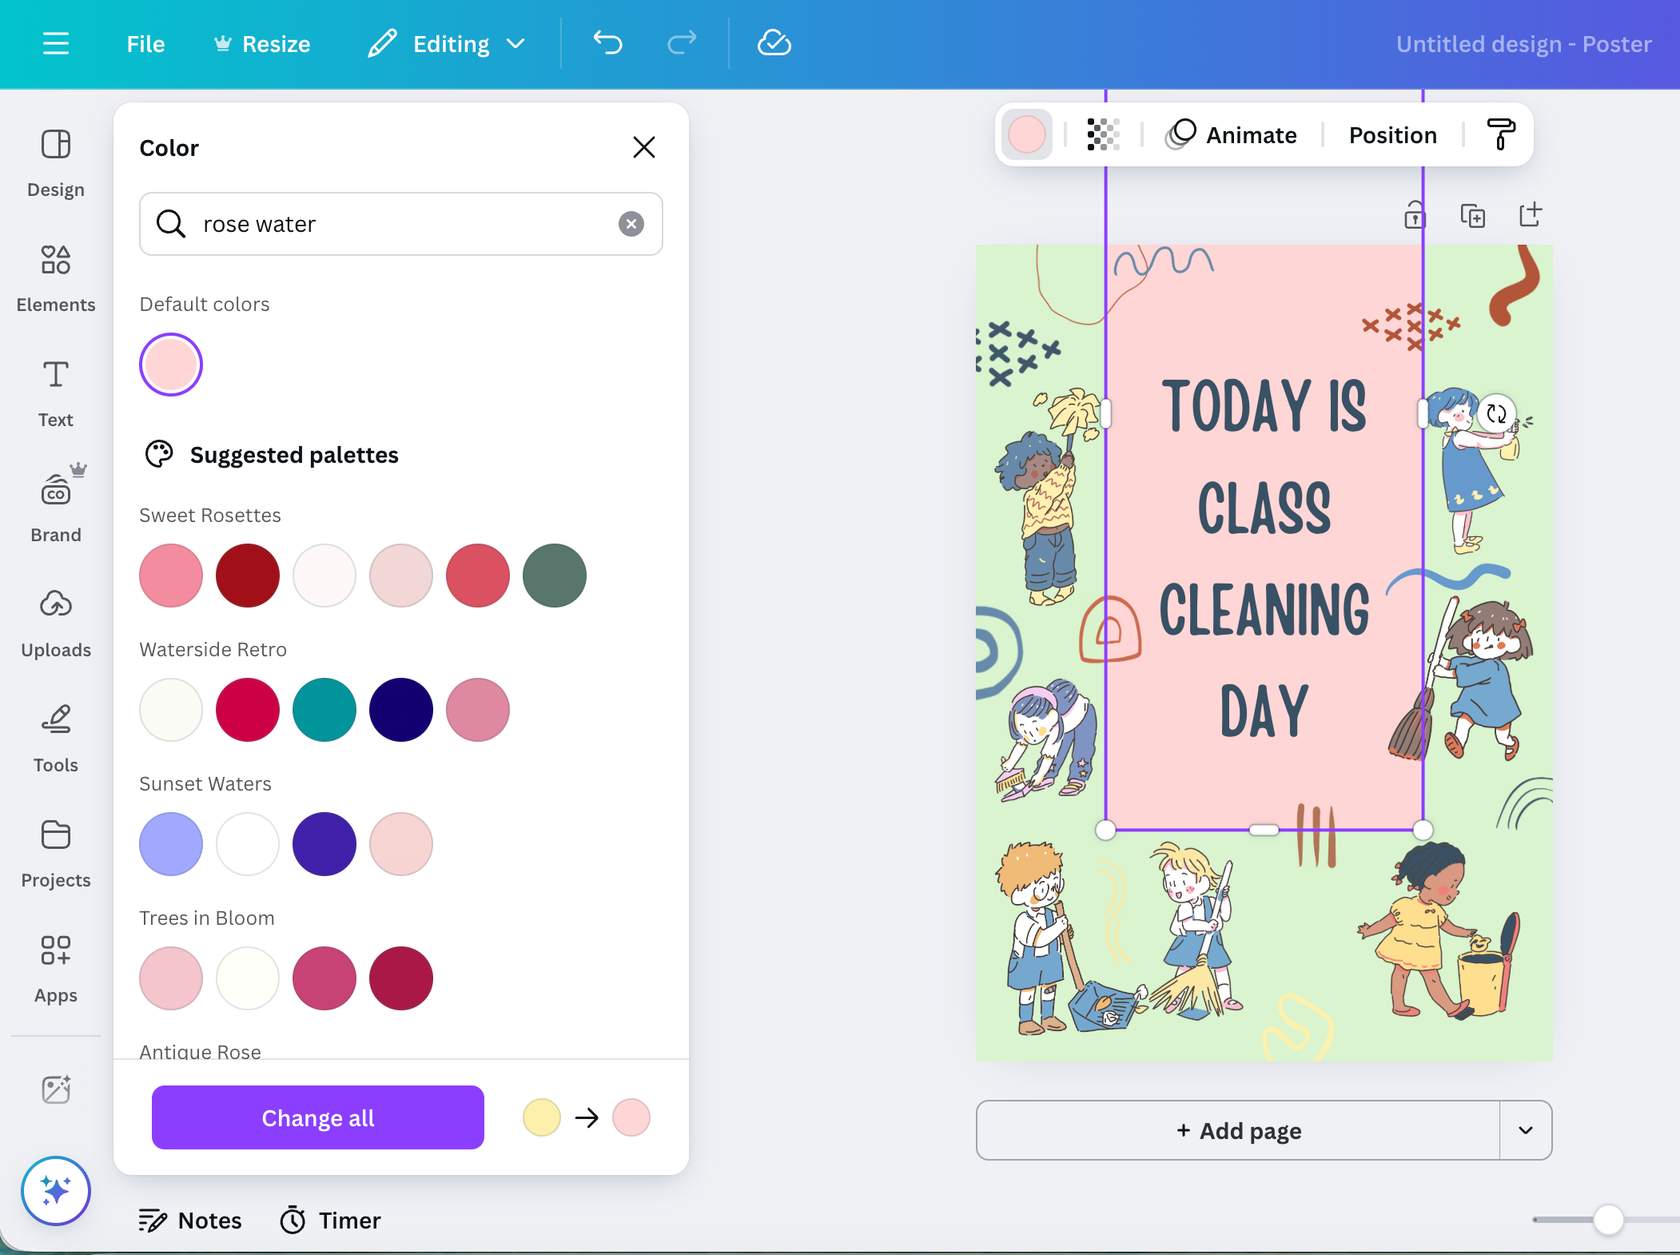 File
Resize
Editing
Untitled design - Poster
Design
Elements
Text
CO
Brand
Uploads
Tools
Projects
Apps
Color
rose water
Default colors
Suggested palettes
Sweet Rosettes
Waterside Retro
Sunset Waters
Trees in Bloom
Antique Rose
Change all
Notes
Timer
Animate
Position
TODAY IS
CLASS
CLEANING
DAY
+ Add page